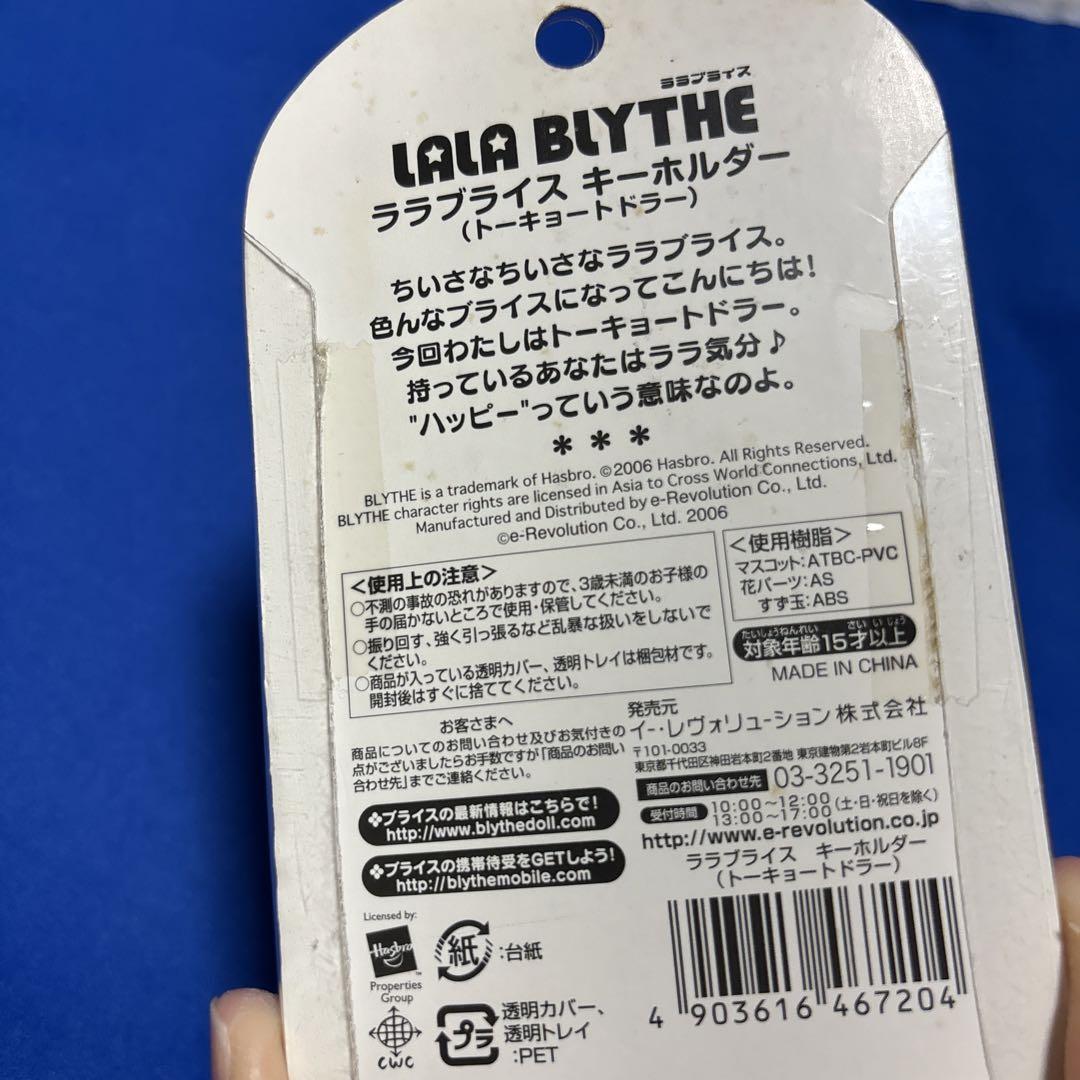 ララブライス
LALA BLYTHE
ララブライス キーホルダー
(トーキョートドラー)
ちいさなちいさなララブライス。
色んなブライスになってこんにちは!
今回わたしはトーキョートドラー。
持っているあなたはララ気分♪
"ハッピー"っていう意味なのよ。
＊ ＊ ＊
BLYTHE is a trademark of Hasbro. ©2006 Hasbro. All Rights Reserved.
BLYTHE character rights are licensed in Asia to Cross World Connections, Ltd.
Manufactured and Distributed by e-Revolution Co., Ltd.
©e-Revolution Co., Ltd. 2006
＜使用上の注意＞
○不測の事故の恐れがありますので、3歳未満のお子様の
手の届かないところで使用・保管してください。
○振り回す、強く引っ張るなど乱暴な扱いをしないで
ください。
○商品が入っている透明カバー、透明トレイは梱包材です。
開封後はすぐに捨ててください。
＜使用樹脂＞
マスコット:ATBC-PVC
花パーツ:AS
すず玉:ABS
たいしょうねんれい さいいじょう
対象年齢15才以上
MADE IN CHINA
お客さまへ
商品についてのお問い合わせ及びお気付きの
点がございましたらお手数ですが「商品のお問い
合わせ先」までご連絡ください。
発売元
イー・レヴォリューション株式会社
〒101-0033
東京都千代田区神田岩本町2番地 東京建物第2岩本町ビル8F
商品のお問い合わせ先 03-3251-1901
受付時間 10:00〜12:00 (土・日・祝日を除く)
13:00〜17:00
http://www.e-revolution.co.jp
❖ブライスの最新情報はこちらで!
http://www.blythedoll.com
❖ブライスの携帯待受をGETしよう!
http://blythemobile.com
ララブライス キーホルダー
(トーキョートドラー)
Licensed by:
Hasbro
™
Properties
Group
CWC
紙 :台紙
プラ 透明カバー、
透明トレイ
:PET
4 903616 467204